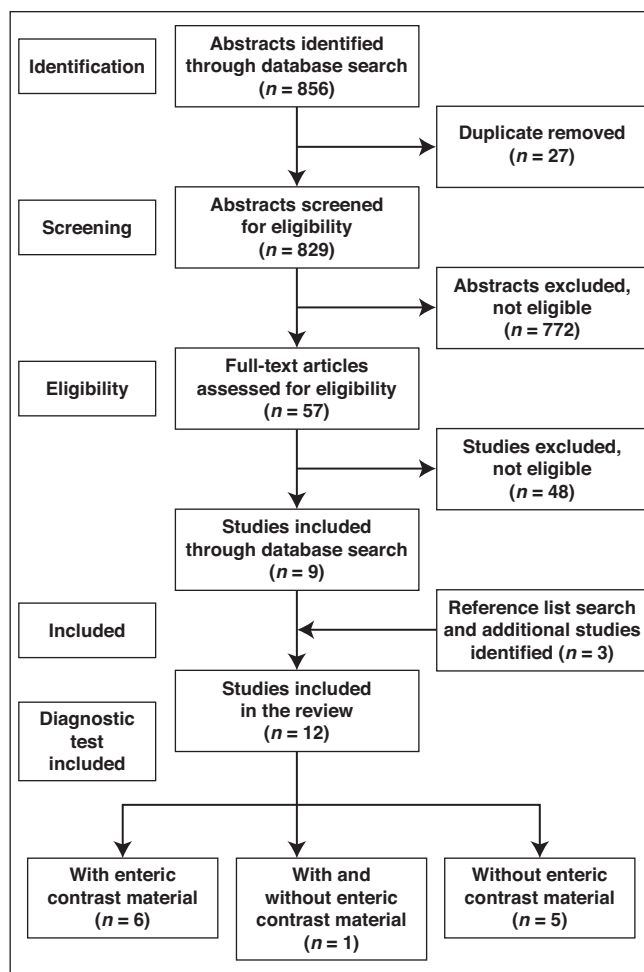 Identification
Abstracts identified
through database search
(n = 856)
Duplicate removed
(n = 27)
Screening
Abstracts screened
for eligibility
(n = 829)
Abstracts excluded,
not eligible
(n = 772)
Eligibility
Full-text articles
assessed for eligibility
(n = 57)
Studies excluded,
not eligible
(n = 48)
Studies included
through database search
(n = 9)
Included
Reference list search
and additional studies
identified (n = 3)
Diagnostic
test
included
Studies included
in the review
(n = 12)
With enteric
contrast material
(n = 6)
With and
without enteric
contrast material
(n = 1)
Without enteric
contrast material
(n = 5)